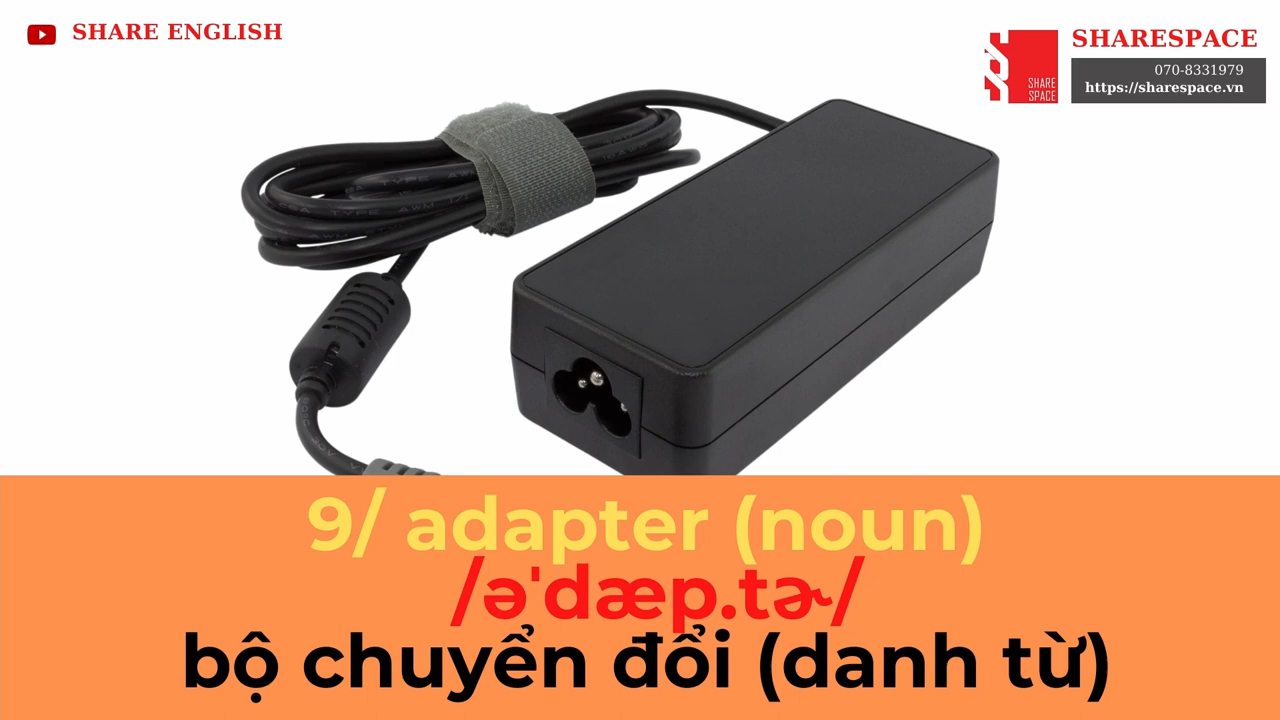 SHARE ENGLISH
SHARESPACE
070-8331979
https://sharespace.vn
SHARE
SPACE
9/ adapter (noun)
/əˈdæp.tɚ/
bộ chuyển đổi (danh từ)